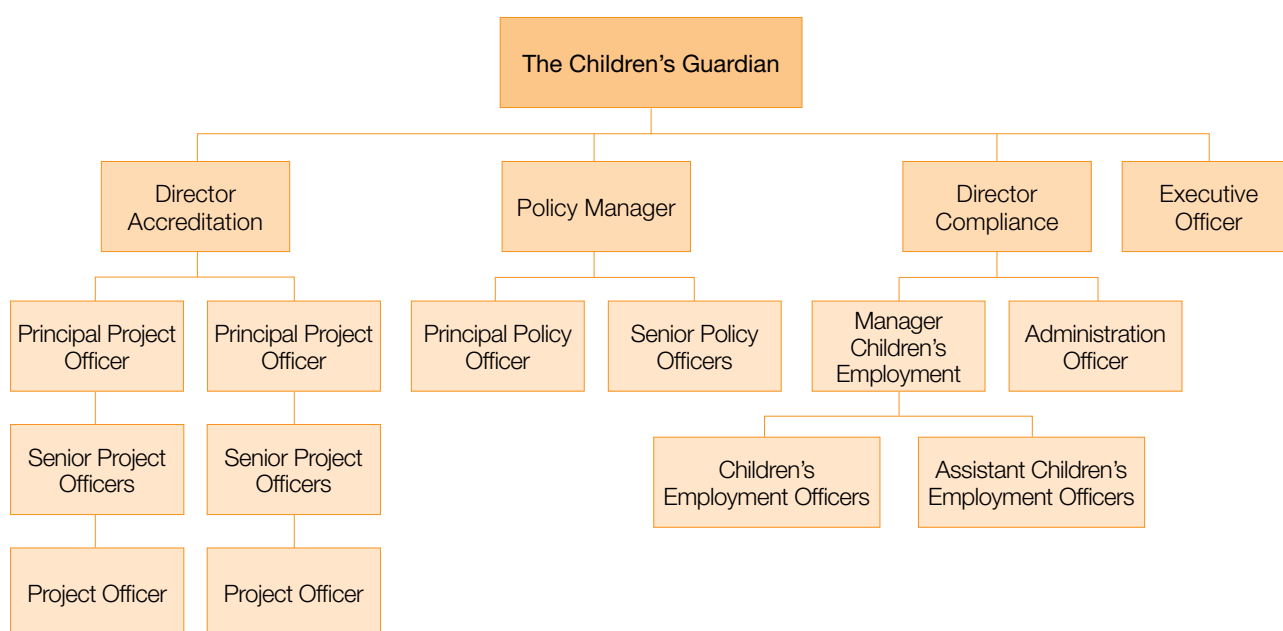 The Children’s Guardian
Director
Accreditation
Policy Manager
Director
Compliance
Executive
Officer
Principal Project
Officer
Principal Project
Officer
Principal Policy
Officer
Senior Policy
Officers
Manager
Children’s
Employment
Administration
Officer
Senior Project
Officers
Senior Project
Officers
Children’s
Employment Officers
Assistant Children’s
Employment Officers
Project Officer
Project Officer